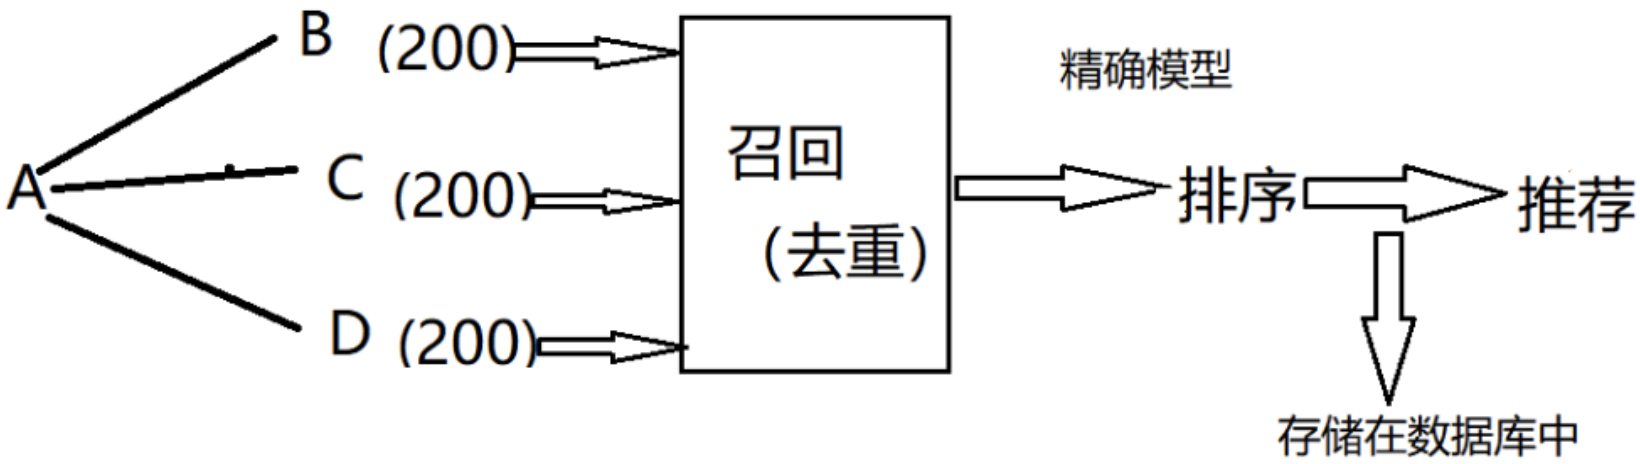 B (200)
精确模型
召回
A
C (200)
排序
推荐
(去重)
D (200)
存储在数据库中